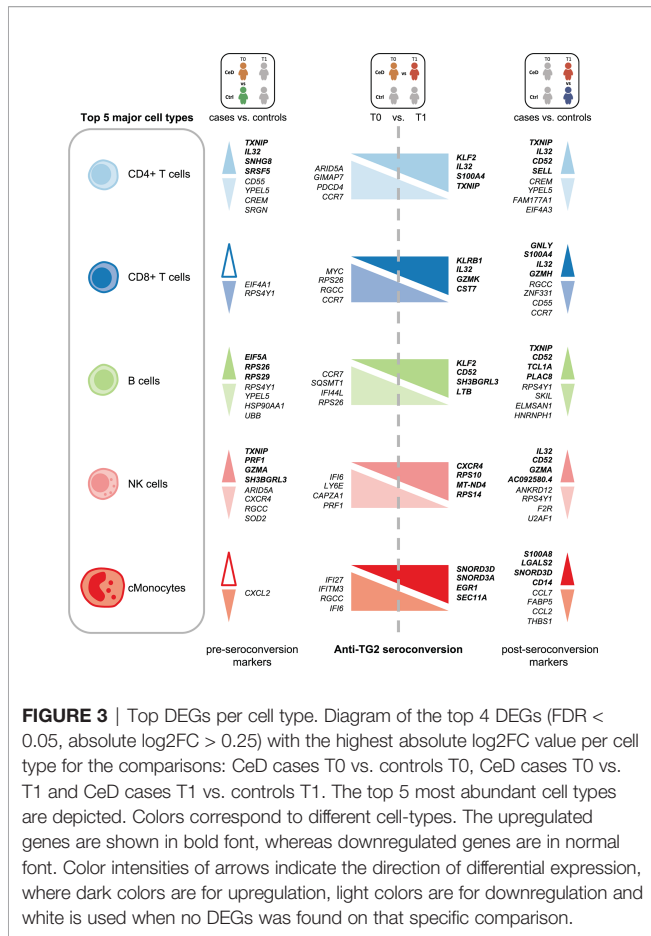 T0 T1
CeD
vs
Ctrl
T0 T1
CeD vs
Ctrl
T0 T1
CeD
vs
Ctrl
Top 5 major cell types
cases vs. controls
T0 vs. T1
cases vs. controls
CD4+ T cells
TXNIP
IL32
SNHG8
SRSF5
CD55
YPEL5
CREM
SRGN
ARID5A
GIMAP7
PDCD4
CCR7
KLF2
IL32
S100A4
TXNIP
TXNIP
IL32
CD52
SELL
CREM
YPEL5
FAM177A1
EIF4A3
CD8+ T cells
EIF4A1
RPS4Y1
MYC
RPS26
RGCC
CCR7
KLRB1
IL32
GZMK
CST7
GNLY
S100A4
IL32
GZMH
RGCC
ZNF331
CD55
CCR7
B cells
EIF5A
RPS26
RPS29
RPS4Y1
YPEL5
HSP90AA1
UBB
CCR7
SQSMT1
IFI44L
RPS26
KLF2
CD52
SH3BGRL3
LTB
TXNIP
CD52
TCL1A
PLAC8
RPS4Y1
SKIL
ELMSAN1
HNRNPH1
NK cells
TXNIP
PRF1
GZMA
SH3BGRL3
ARID5A
CXCR4
RGCC
SOD2
IFI6
LY6E
CAPZA1
PRF1
CXCR4
RPS10
MT-ND4
RPS14
IL32
CD52
GZMA
AC092580.4
ANKRD12
RPS4Y1
F2R
U2AF1
cMonocytes
CXCL2
IFI27
IFITM3
RGCC
IFI6
SNORD3D
SNORD3A
EGR1
SEC11A
S100A8
LGALS2
SNORD3D
CD14
CCL7
FABP5
CCL2
THBS1
pre-seroconversion
markers
Anti-TG2 seroconversion
post-seroconversion
markers
FIGURE 3 | Top DEGs per cell type. Diagram of the top 4 DEGs (FDR <
0.05, absolute log2FC > 0.25) with the highest absolute log2FC value per cell
type for the comparisons: CeD cases T0 vs. controls T0, CeD cases T0 vs.
T1 and CeD cases T1 vs. controls T1. The top 5 most abundant cell types
are depicted. Colors correspond to different cell-types. The upregulated
genes are shown in bold font, whereas downregulated genes are in normal
font. Color intensities of arrows indicate the direction of differential expression,
where dark colors are for upregulation, light colors are for downregulation and
white is used when no DEGs was found on that specific comparison.